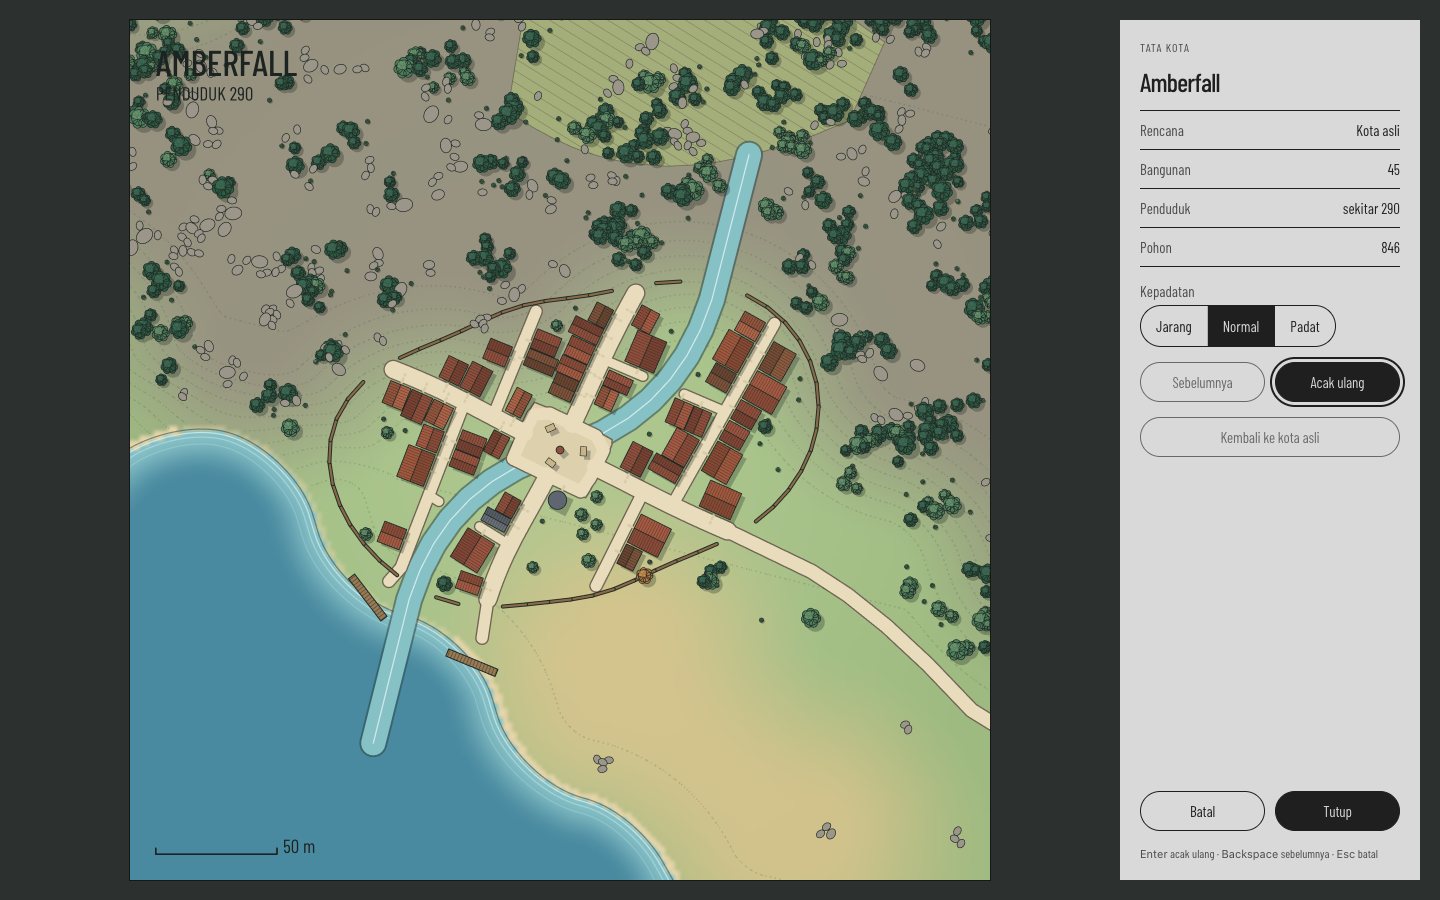 AMBERFALL
PENDUDUK 290
50 m
TATA KOTA
Amberfall
Rencana Kota asli
Bangunan 45
Penduduk sekitar 290
Pohon 846
Kepadatan
Jarang Normal Padat
Sebelumnya Acak ulang
Kembali ke kota asli
Batal Tutup
Enter acak ulang · Backspace sebelumnya · Esc batal